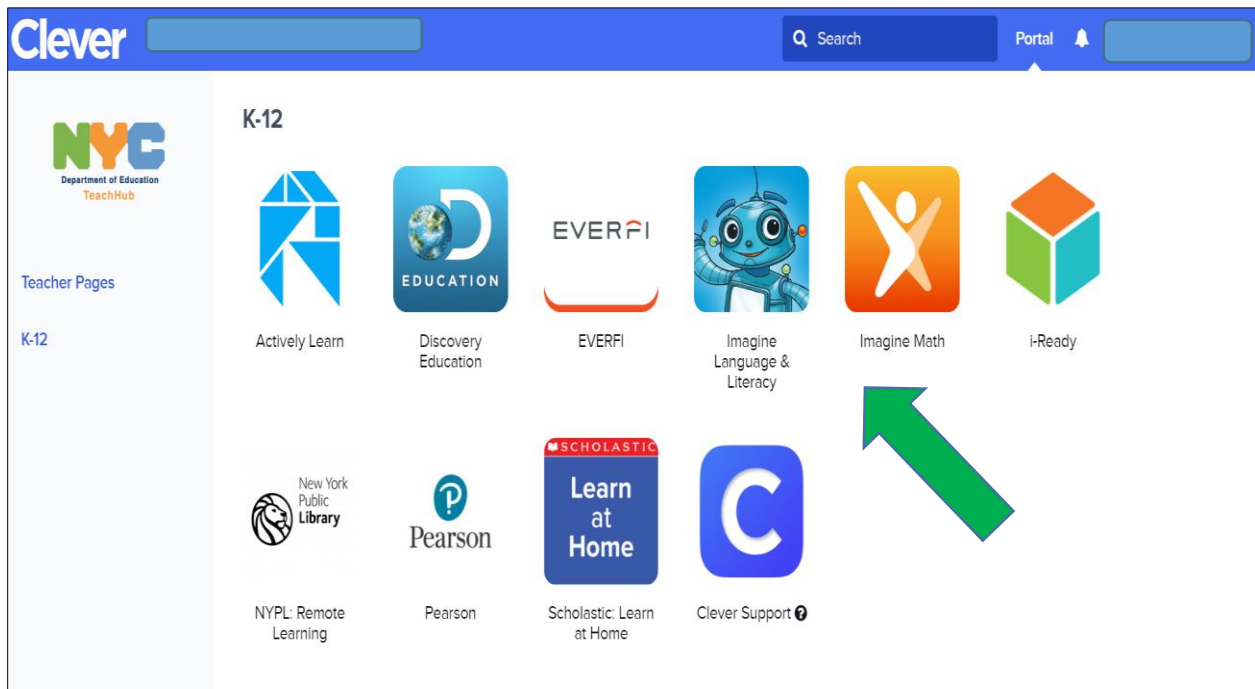 Clever
Search
Portal
NYC
Department of Education
TeachHub
Teacher Pages
K-12
K-12
D
EDUCATION
EVERFI
Actively Learn
Discovery
Education
EVERFI
Imagine
Language &
Literacy
Imagine Math
i-Ready
New York
Public
Library
P
Pearson
SCHOLASTIC
Learn
at
Home
C
NYPL: Remote
Learning
Pearson
Scholastic: Learn
at Home
Clever Support ?